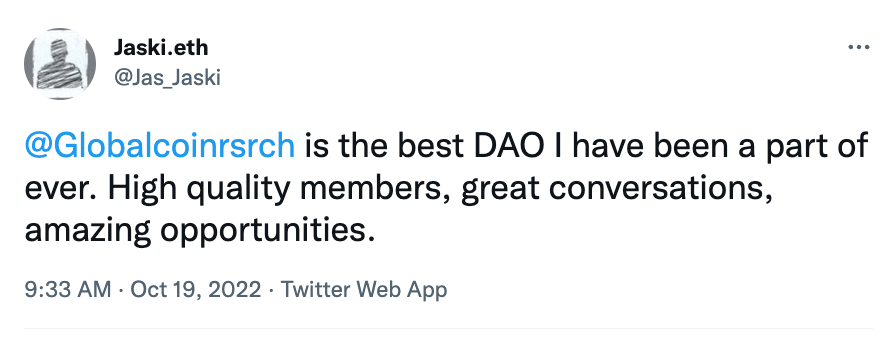 Jaski.eth
@Jas_Jaski
@Globalcoinrsrch is the best DAO I have been a part of
ever. High quality members, great conversations,
amazing opportunities.
9:33 AM · Oct 19, 2022 · Twitter Web App